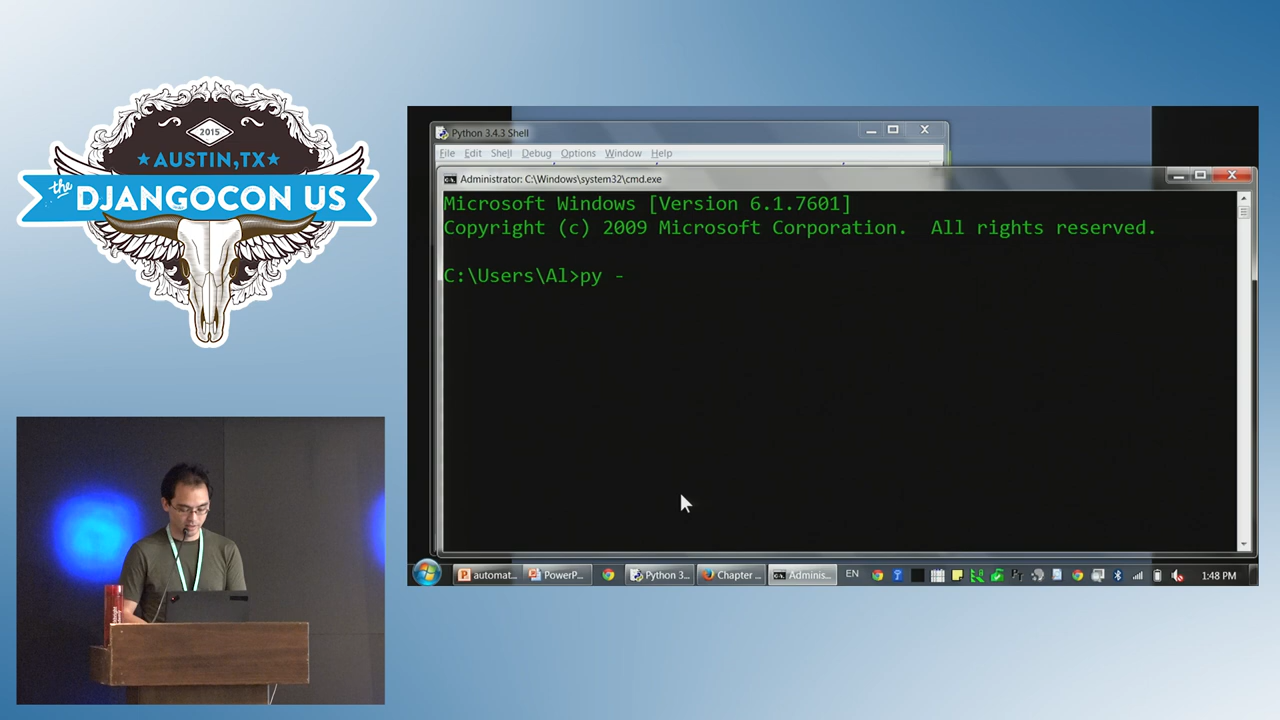 2015
★ AUSTIN, TX ★
the
DJANGOCON US
Python 3.4.3 Shell
File Edit Shell Debug Options Window Help
Administrator: C:\Windows\system32\cmd.exe
Microsoft Windows [Version 6.1.7601]
Copyright (c) 2009 Microsoft Corporation. All rights reserved.
C:\Users\Al>py -
automat... PowerP... Python 3... Chapter ... Adminis... EN 1:48 PM